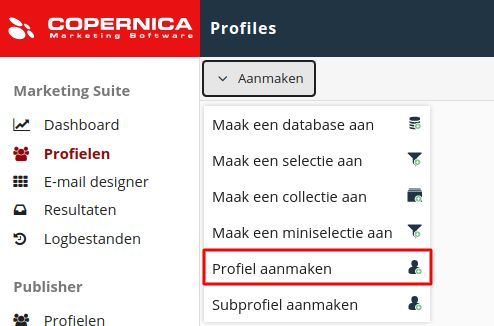 COPERNICA
Marketing Software
Profiles
Aanmaken
Marketing Suite
Dashboard
Profielen
E-mail designer
Resultaten
Logbestanden
Publisher
Profielen
Maak een database aan
Maak een selectie aan
Maak een collectie aan
Maak een miniselectie aan
Profiel aanmaken
Subprofiel aanmaken